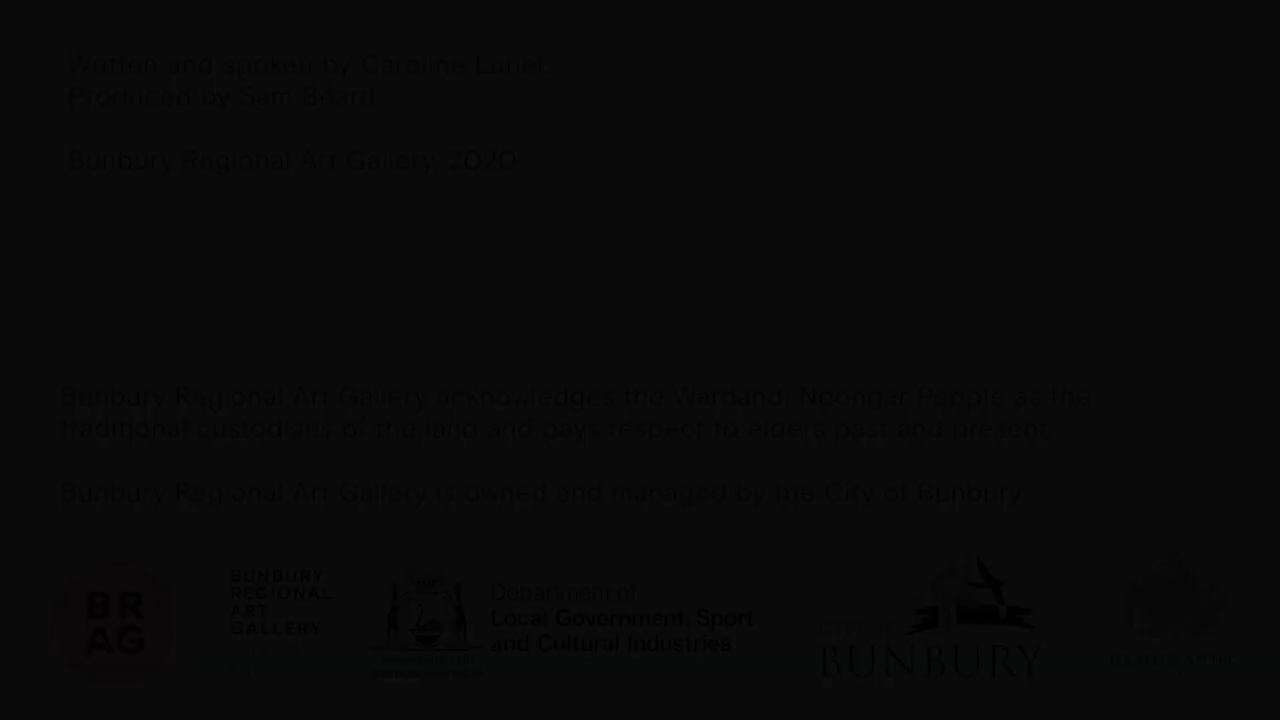 Written and spoken by Caroline Lunel.
Produced by Sam Beard
Bunbury Regional Art Gallery, 2020
Bunbury Regional Art Gallery acknowledges the Wardandi Noongar People as the
traditional custodians of the land and pays respect to elders past and present.
Bunbury Regional Art Gallery is owned and managed by the City of Bunbury
BR
AG
BUNBURY
REGIONAL
ART
GALLERY
Department of
Local Government, Sport
and Cultural Industries
CITY OF
BUNBURY